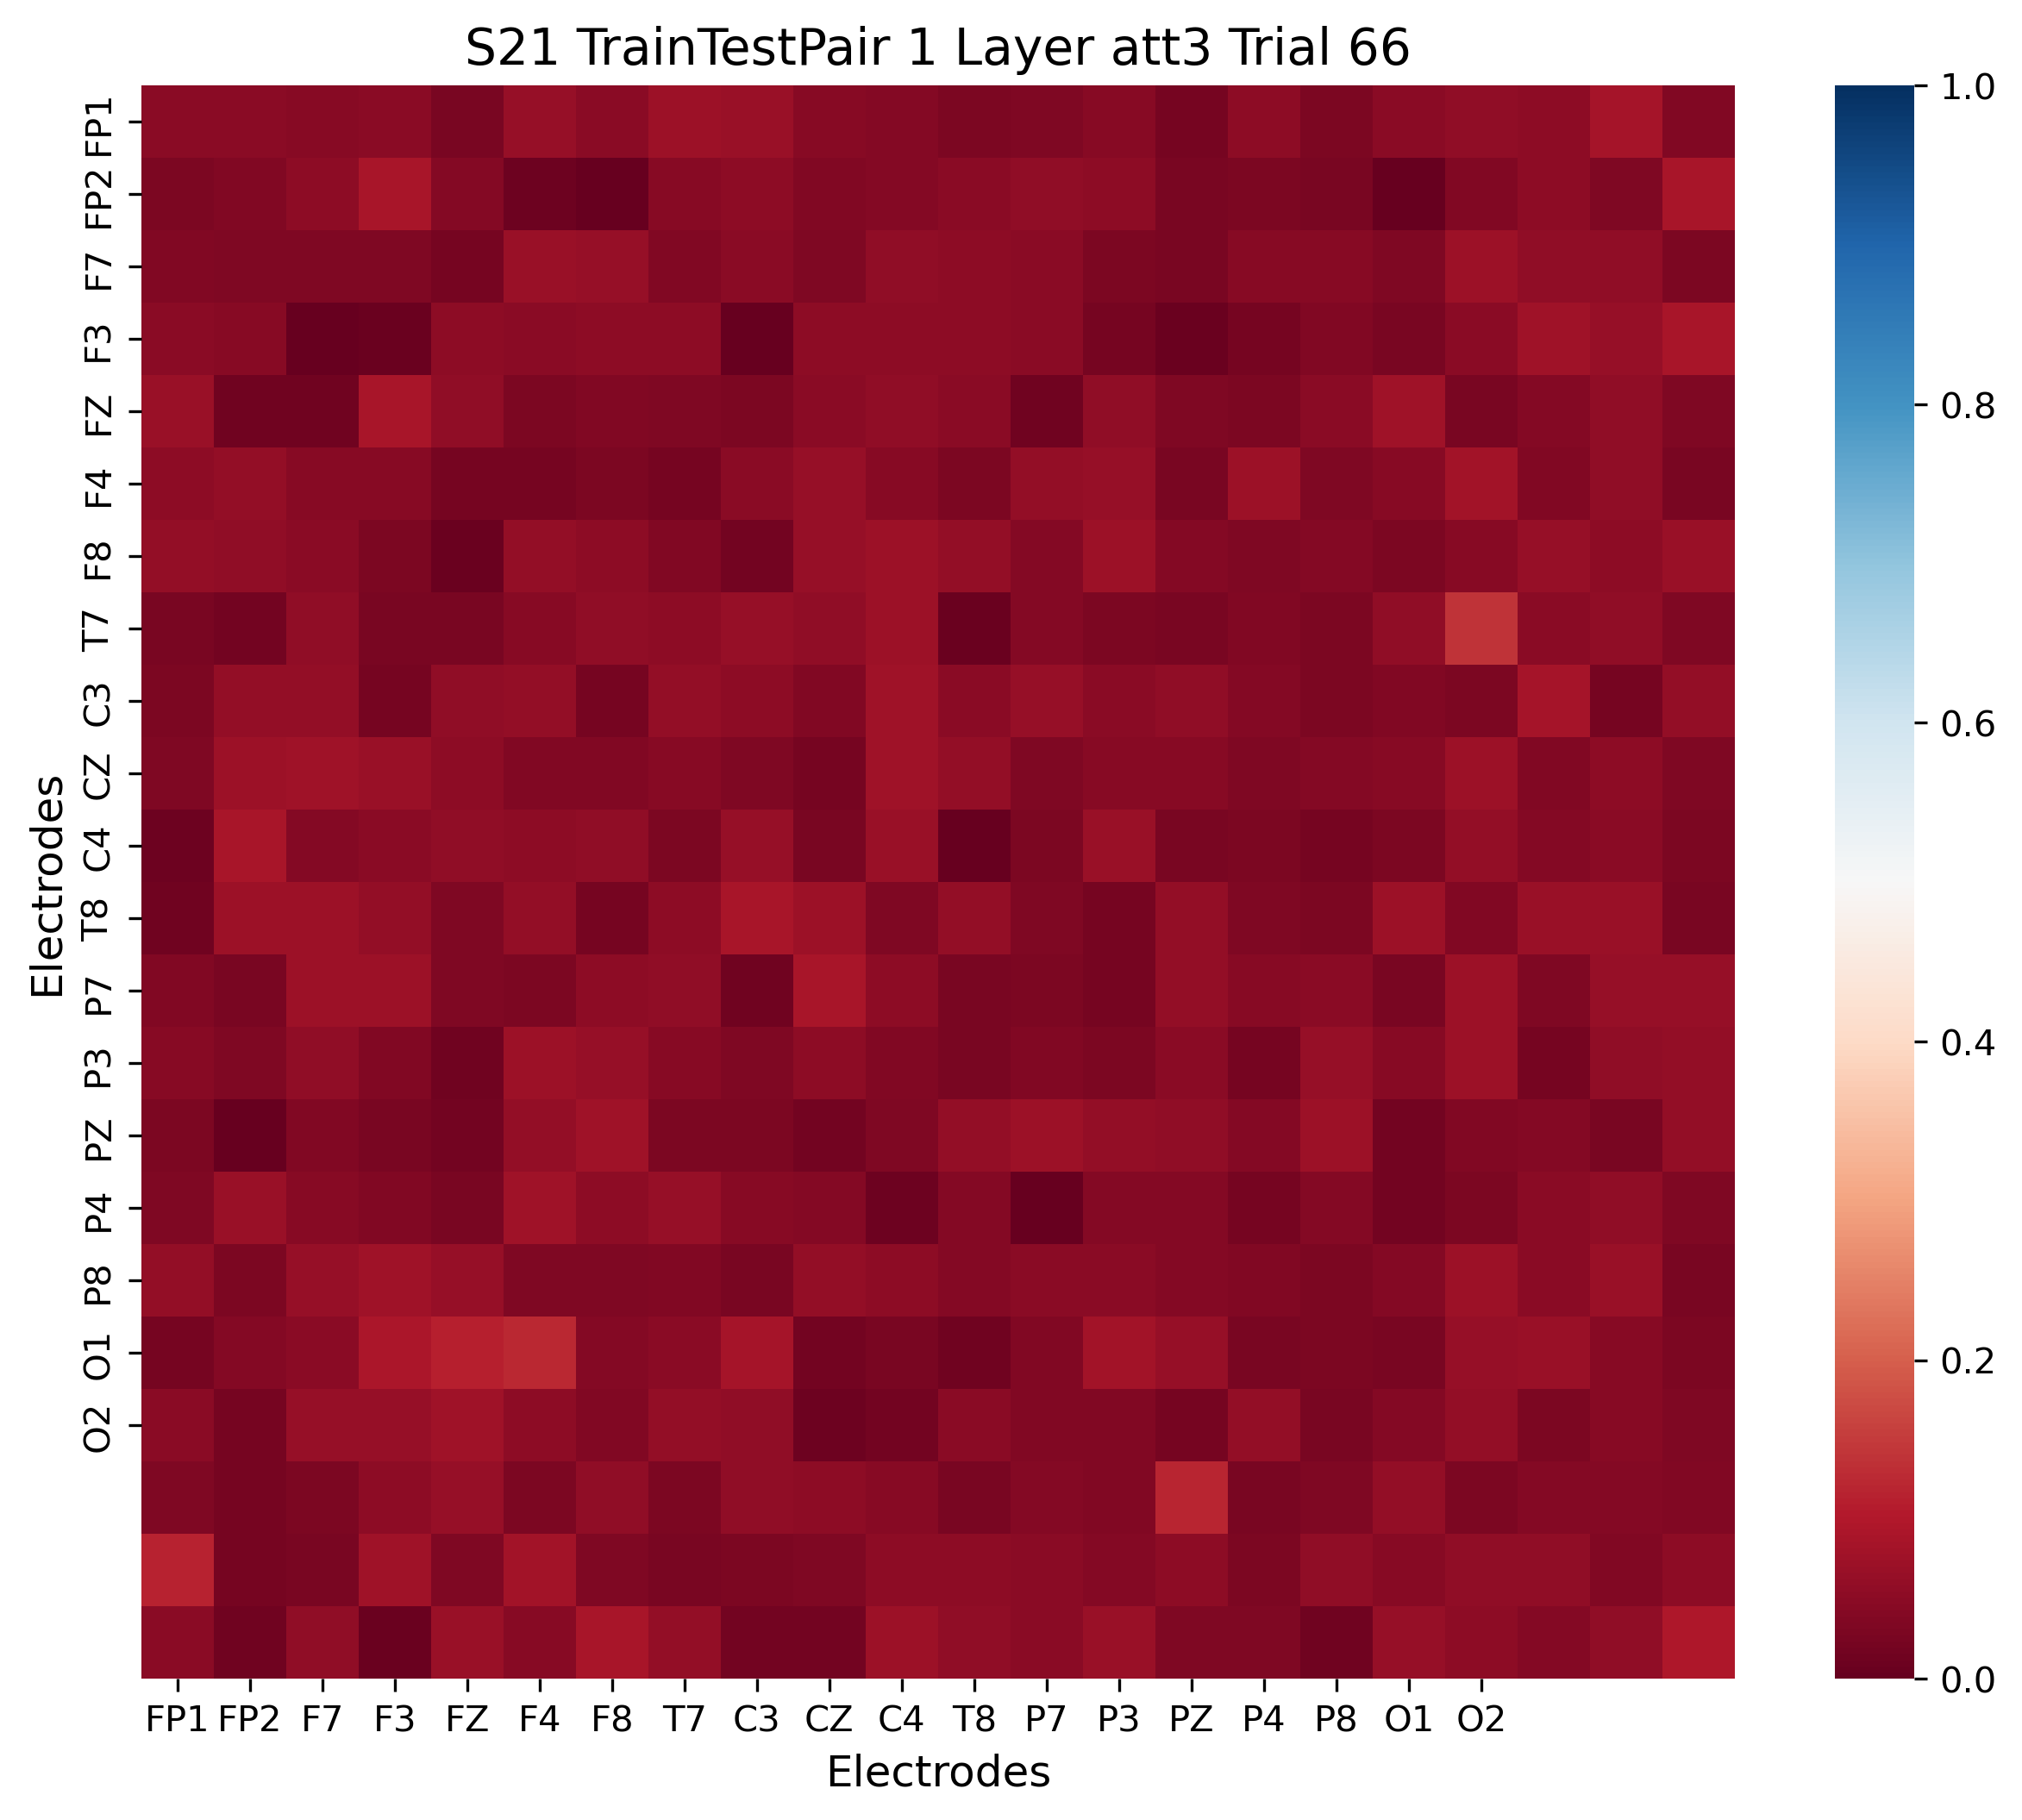 S21 TrainTestPair 1 Layer att3 Trial 66
Electrodes
FP1
FP2
F7
F3
FZ
F4
F8
T7
C3
CZ
C4
T8
P7
P3
PZ
P4
P8
O1
O2
FP1 FP2 F7 F3 FZ F4 F8 T7 C3 CZ C4 T8 P7 P3 PZ P4 P8 O1 O2
Electrodes
1.0
0.8
0.6
0.4
0.2
0.0